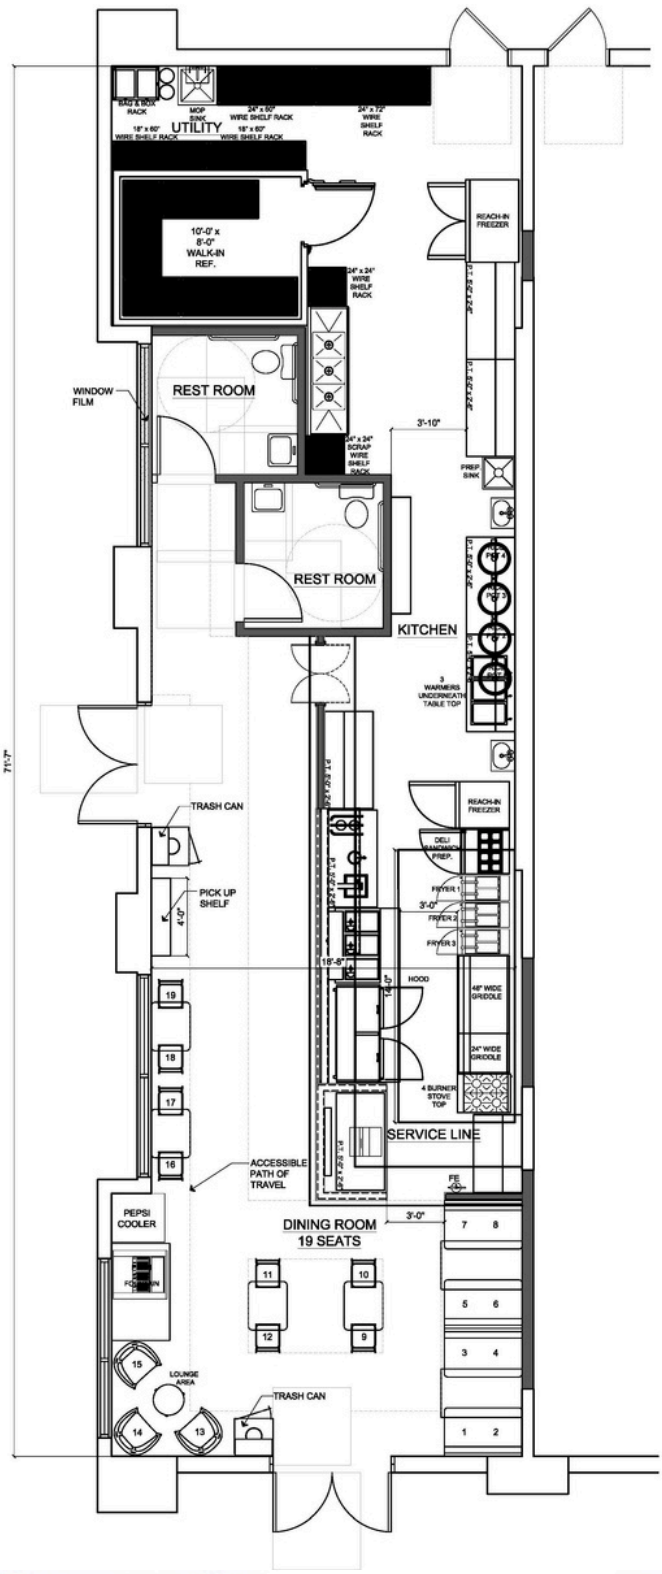 BAG & BOX
RACK
MOP
SINK
UTILITY
24" x 60"
WIRE SHELF RACK
24" x 72"
WIRE
SHELF
RACK
18" x 60"
WIRE SHELF RACK
18" x 60"
WIRE SHELF RACK
10'-0' x
8'-0"
WALK-IN
REF.
REACH-IN
FREEZER
24" x 24"
WIRE
SHELF
RACK
REST ROOM
WINDOW
FILM
3'-10"
24" x 24"
SCRAP
WIRE
SHELF
RACK
PREP.
SINK
REST ROOM
KITCHEN
3
WARMERS
UNDERNEATH
TABLE TOP
71'-7"
REACH-IN
FREEZER
TRASH CAN
DELI
SANDWICH
PREP.
PICK UP
SHELF
4'-0"
FRYER 1
3'-0"
FRYER 2
FRYER 3
18'-8"
14'-0"
HOOD
48" WIDE
GRIDDLE
19
18
24" WIDE
GRIDDLE
4 BURNER
STOVE
TOP
17
16
SERVICE LINE
ACCESSIBLE
PATH OF
TRAVEL
FE
PEPSI
COOLER
DINING ROOM
19 SEATS
3'-0"
7 8
11
10
5 6
12
9
3 4
15
LOUNGE
AREA
TRASH CAN
14
13
1 2